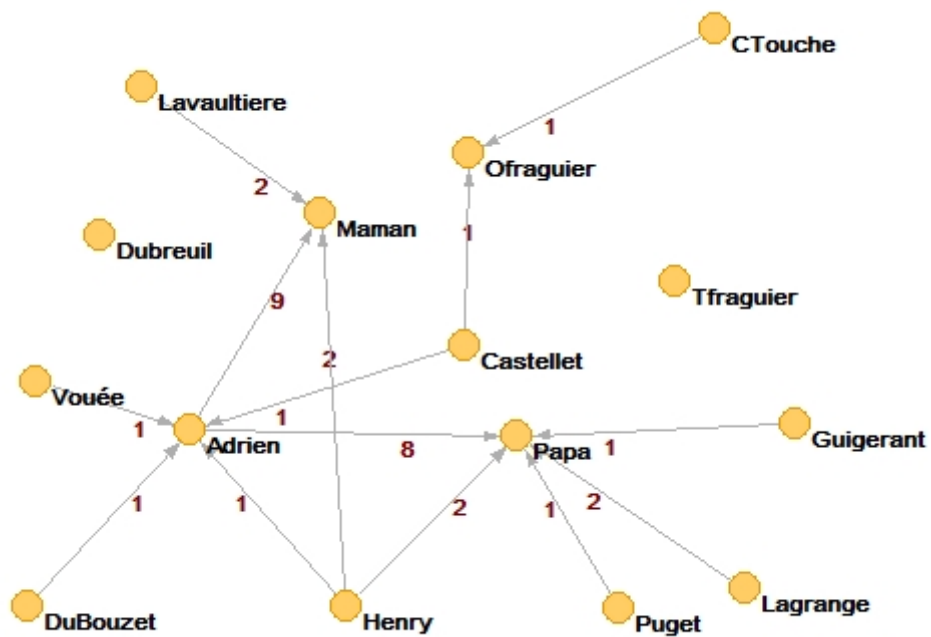 CTouche
Lavaultiere
1
Ofraguier
2
Maman
1
Dubreuil
Tfraguier
9
2
Castellet
Vouée
1
1
Adrien
8
Papa
1
Guigerant
1
1
2
1
2
DuBouzet
Henry
Puget
Lagrange